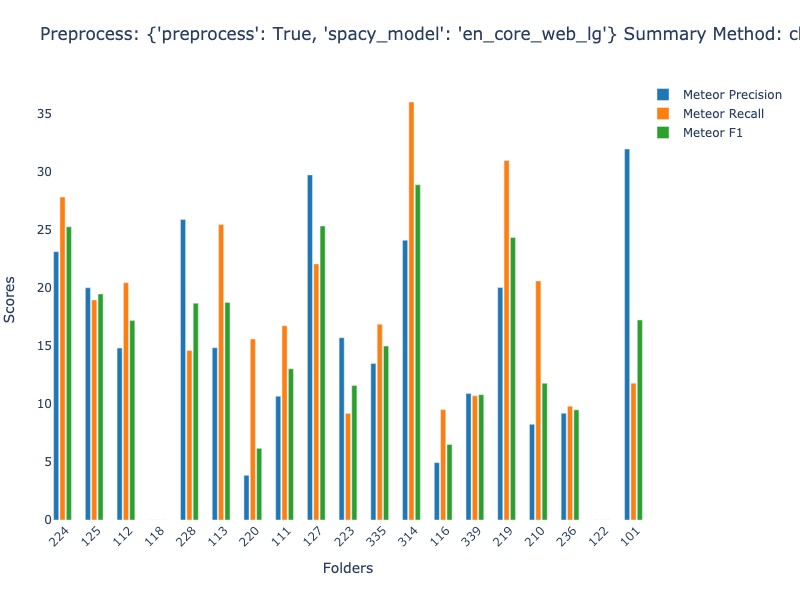 Preprocess: {'preprocess': True, 'spacy_model': 'en_core_web_lg'} Summary Method:
Meteor Precision
Meteor Recall
Meteor F1
35
30
25
20
15
10
5
0
Scores
224 125 112 118 228 113 220 111 127 223 335 314 116 339 219 210 236 122 101
Folders